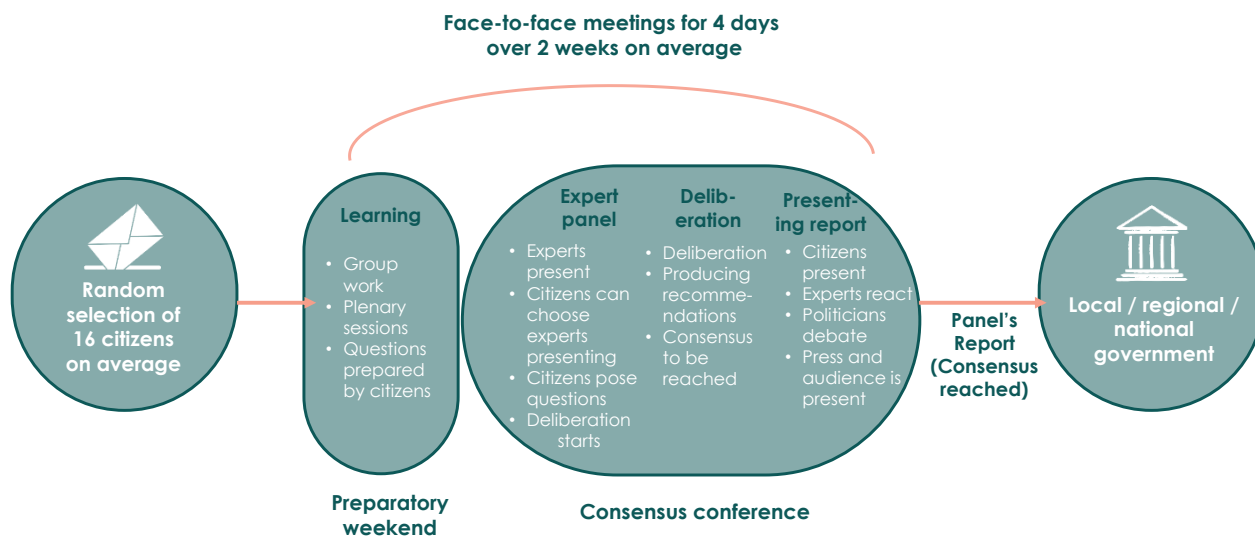 Face-to-face meetings for 4 days
over 2 weeks on average
Random
selection of
16 citizens
on average
Learning
• Group
work
• Plenary
sessions
• Questions
prepared
by citizens
Preparatory
weekend
Expert
panel
• Experts
present
• Citizens can
choose
experts
presenting
• Citizens pose
questions
• Deliberation
starts
Delib-
eration
• Deliberation
• Producing
recomme-
ndations
• Consensus
to be
reached
Present-
ing report
• Citizens
present
• Experts react
• Politicians
debate
• Press and
audience is
present
Consensus conference
Panel's
Report
(Consensus
reached)
Local / regional /
national
government